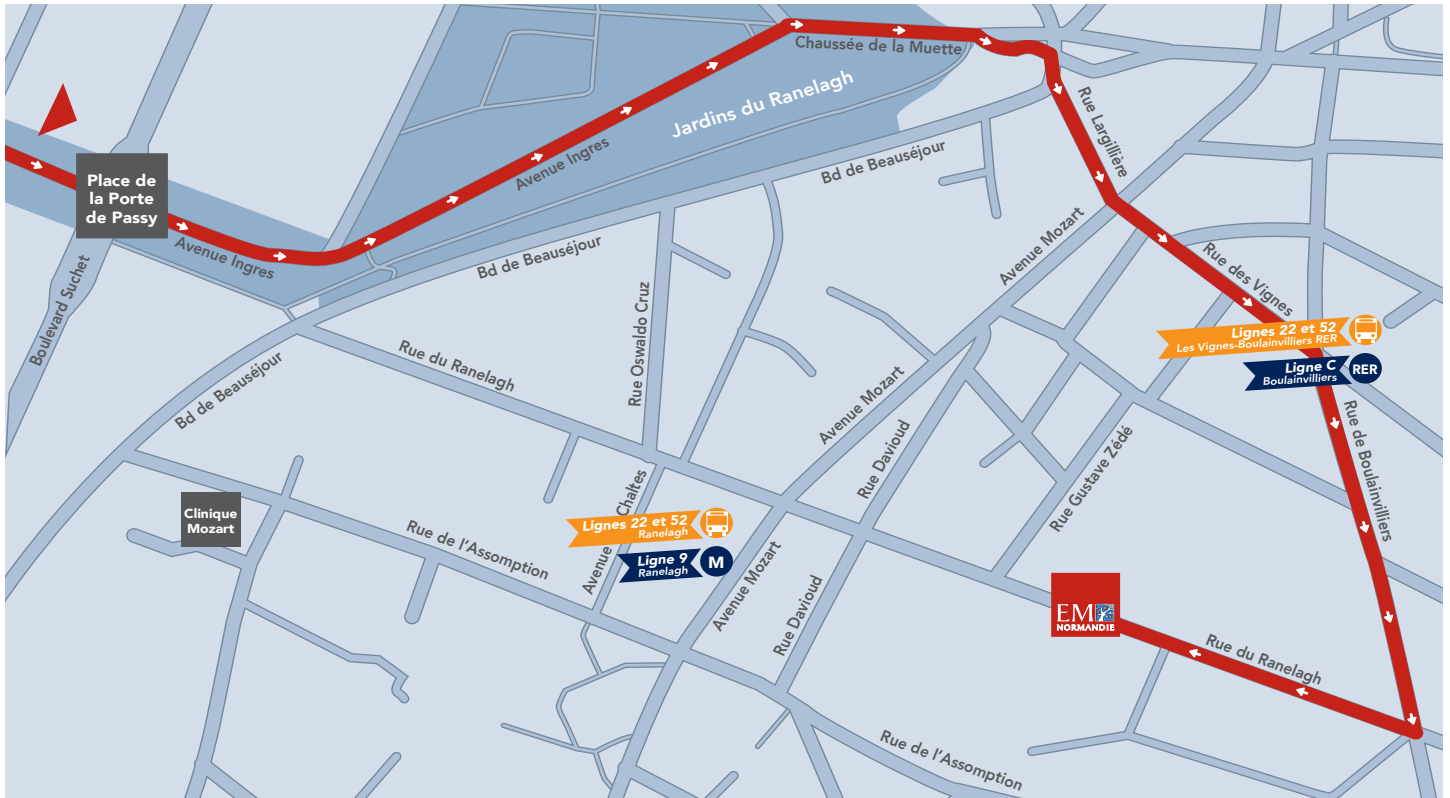 Chaussée de la Muette
Jardins du Ranelagh
Rue Largillière
Avenue Ingres
Bd de Beauséjour
Place de
la Porte
de Passy
Avenue Ingres
Bd de Beauséjour
Avenue Mozart
Rue des Vignes
Boulevard Suchet
Rue Oswaldo Cruz
Lignes 22 et 52
Les Vignes-Boulainvilliers RER
Ligne C
Boulainvilliers
RER
Rue du Ranelagh
Bd de Beauséjour
Avenue Mozart
Rue Davioud
Rue Gustave Zédé
Rue de Boulainvilliers
Clinique
Mozart
Rue de l'Assomption
Avenue Chaltes
Lignes 22 et 52
Ranelagh
Ligne 9
Ranelagh
M
Avenue Mozart
Rue Davioud
EM
NORMANDIE
Rue du Ranelagh
Rue de l'Assomption